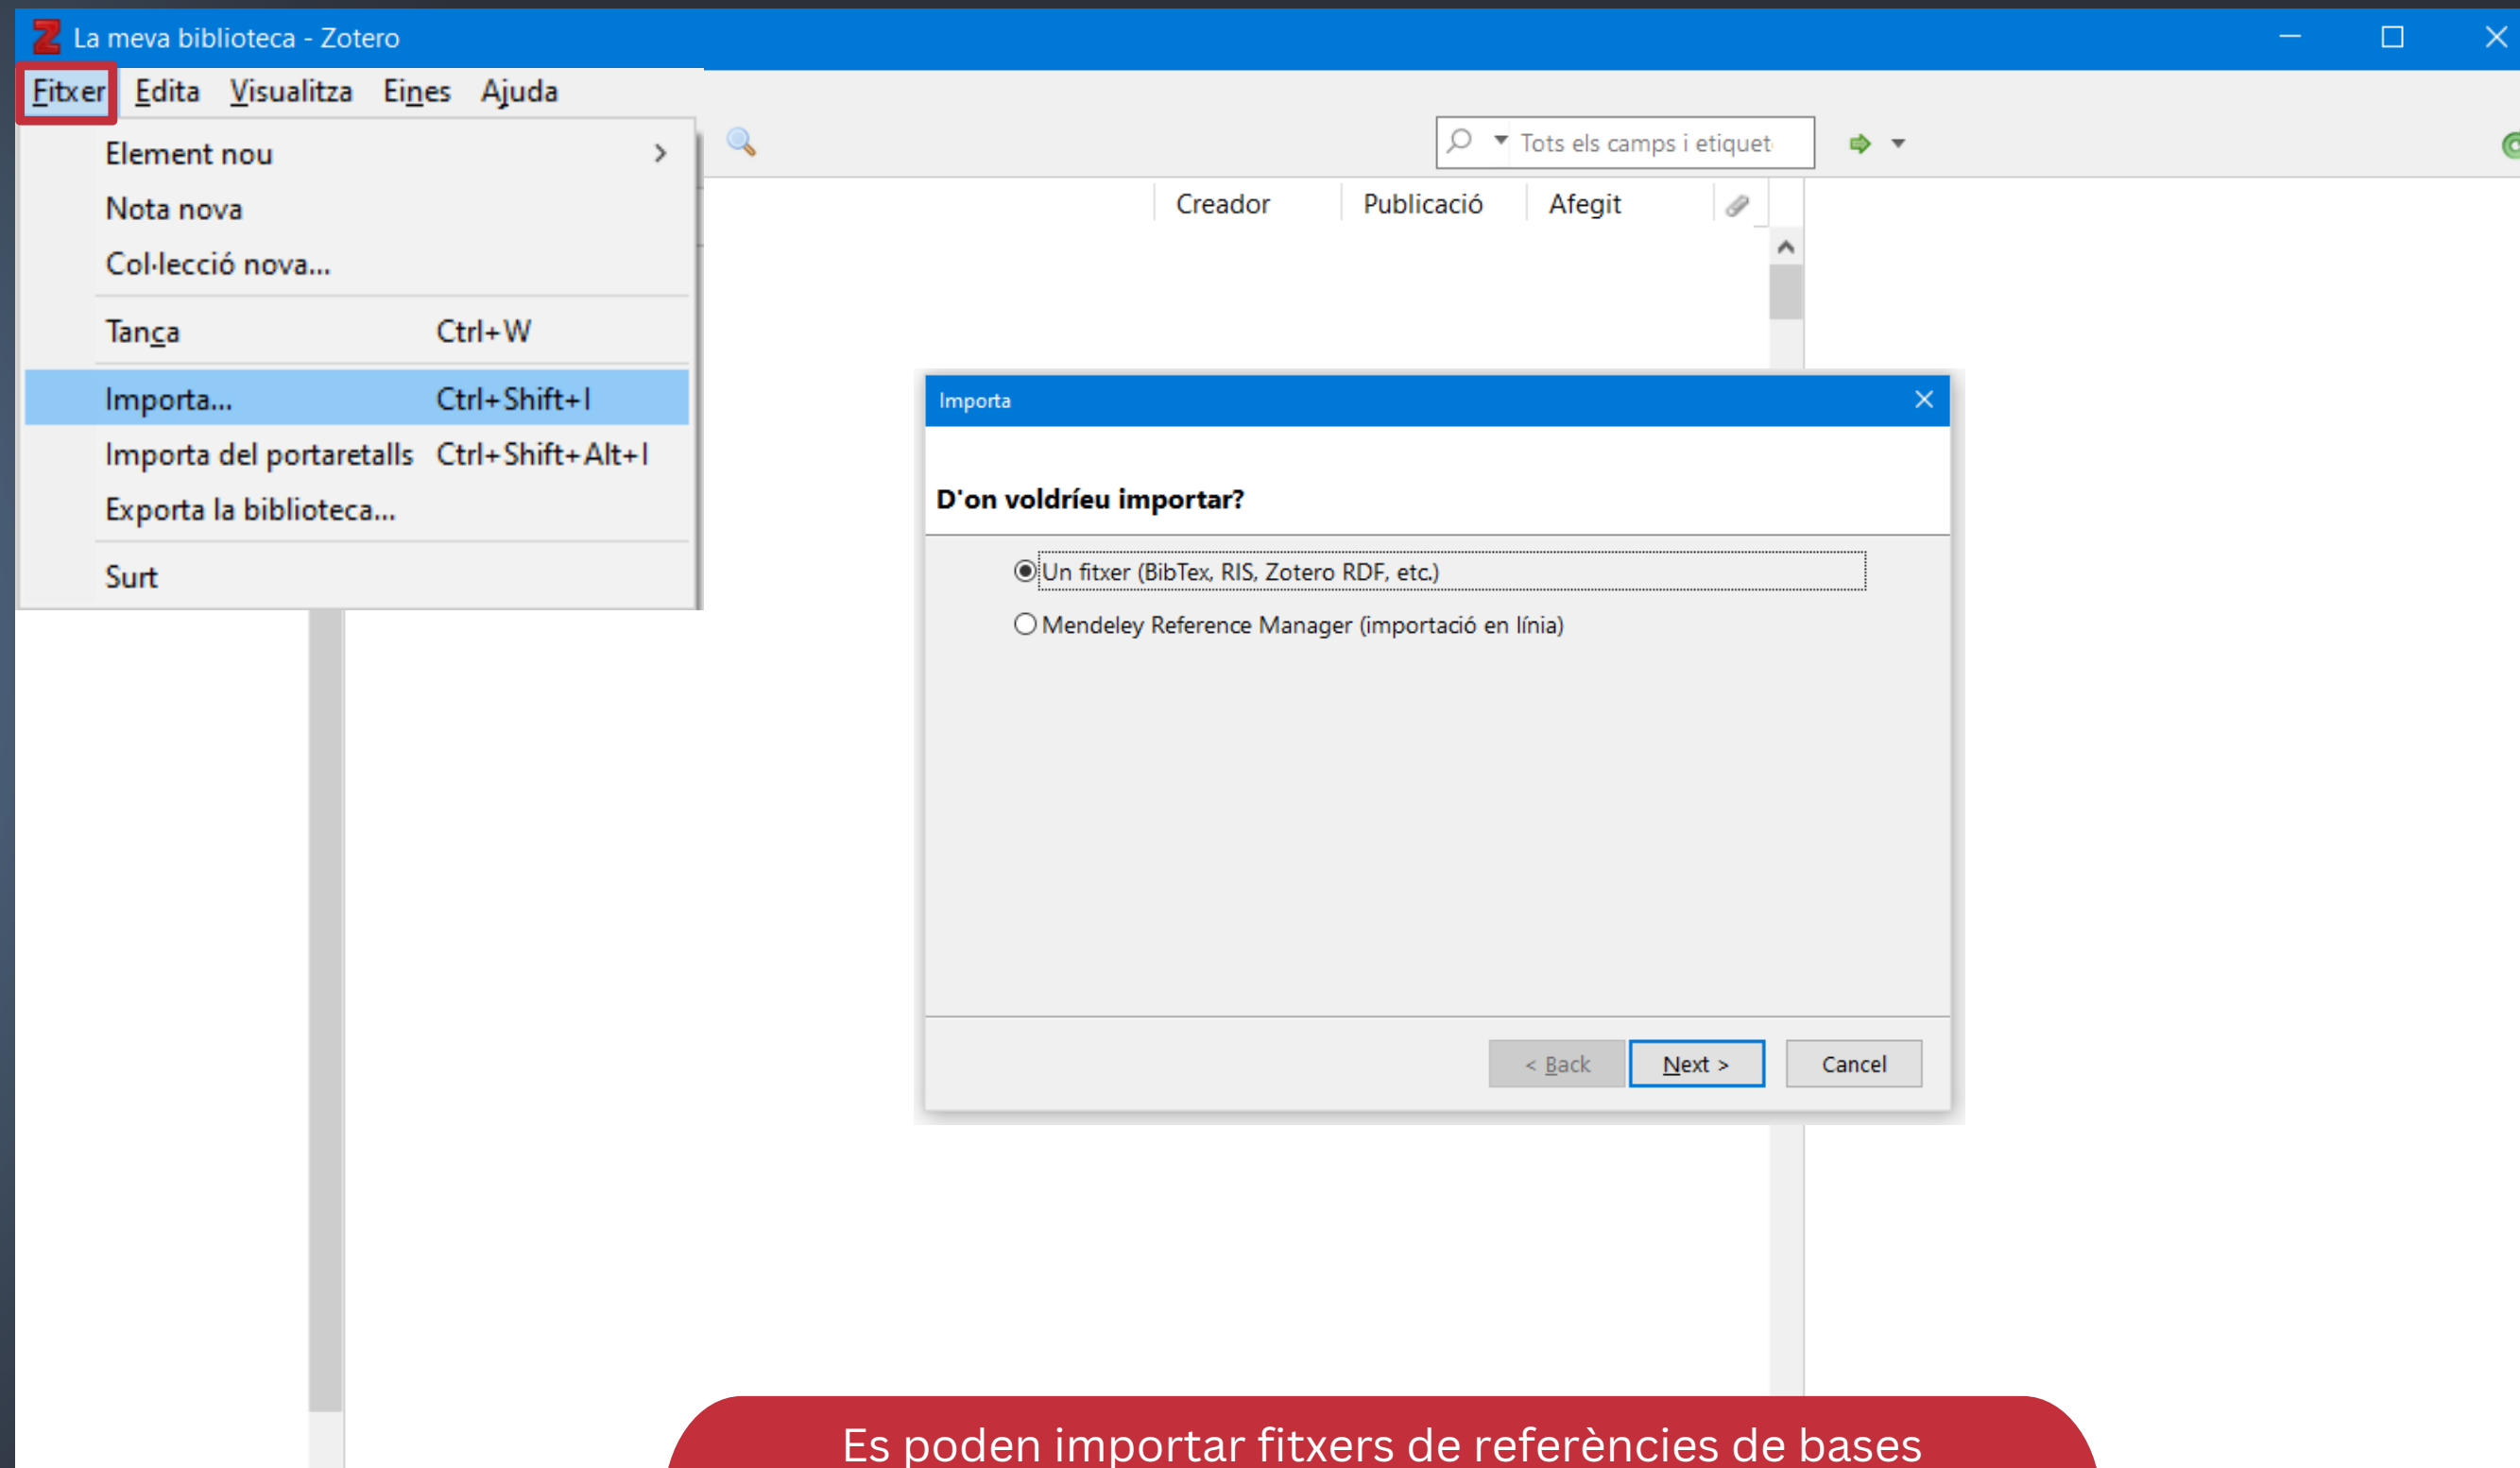 La meva biblioteca - Zotero
Fitxer Edita Visualitza Eines Ajuda
Element nou
Nota nova
Col·lecció nova...
Tanca Ctrl+W
Importa... Ctrl+Shift+I
Importa del portaretalls Ctrl+Shift+Alt+I
Exporta la biblioteca...
Surt
Tots els camps i etiquet
Creador Publicació Afegit
Importa
D'on voldríeu importar?
Un fitxer (BibTex, RIS, Zotero RDF, etc.)
Mendeley Reference Manager (importació en línia)
< Back Next > Cancel
Es poden importar fitxers de referències de bases